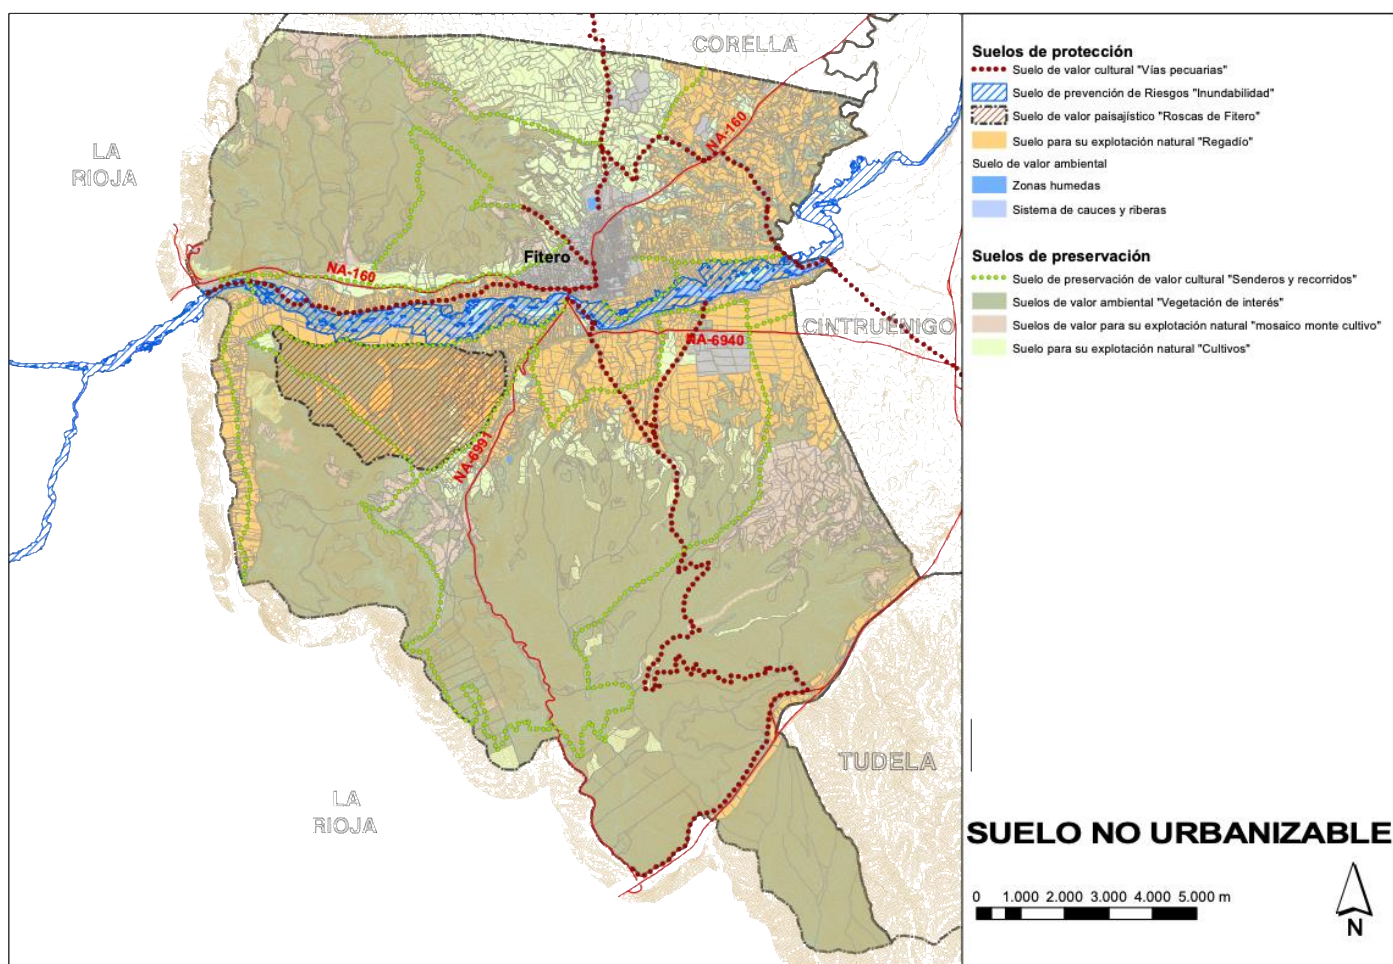 CORELLA
LA
RIOJA
NA-160
NA-160
Fitero
CINTRUENIGO
NA-6940
NA-6991
TUDELA
LA
RIOJA
Suelos de protección
Suelo de valor cultural "Vías pecuarias"
Suelo de prevención de Riesgos "Inundabilidad"
Suelo de valor paisajístico "Roscas de Fitero"
Suelo para su explotación natural "Regadío"
Suelo de valor ambiental
Zonas humedas
Sistema de cauces y riberas
Suelos de preservación
Suelo de preservación de valor cultural "Senderos y recorridos"
Suelos de valor ambiental "Vegetación de interés"
Suelos de valor para su explotación natural "mosaico monte cultivo"
Suelo para su explotación natural "Cultivos"
SUELO NO URBANIZABLE
0 1.000 2.000 3.000 4.000 5.000 m
N